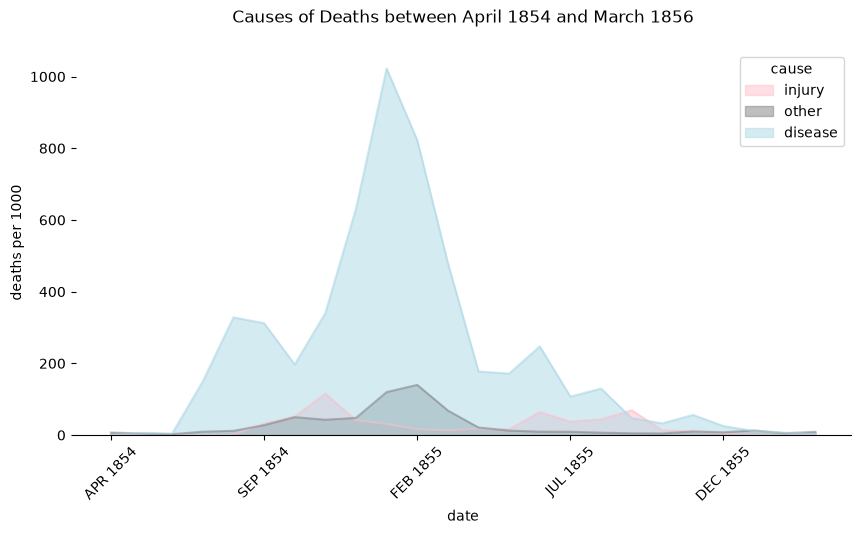 Causes of Deaths between April 1854 and March 1856
cause
injury
other
disease
1000
800
600
400
200
0
deaths per 1000
APR 1854
SEP 1854
FEB 1855
JUL 1855
DEC 1855
date